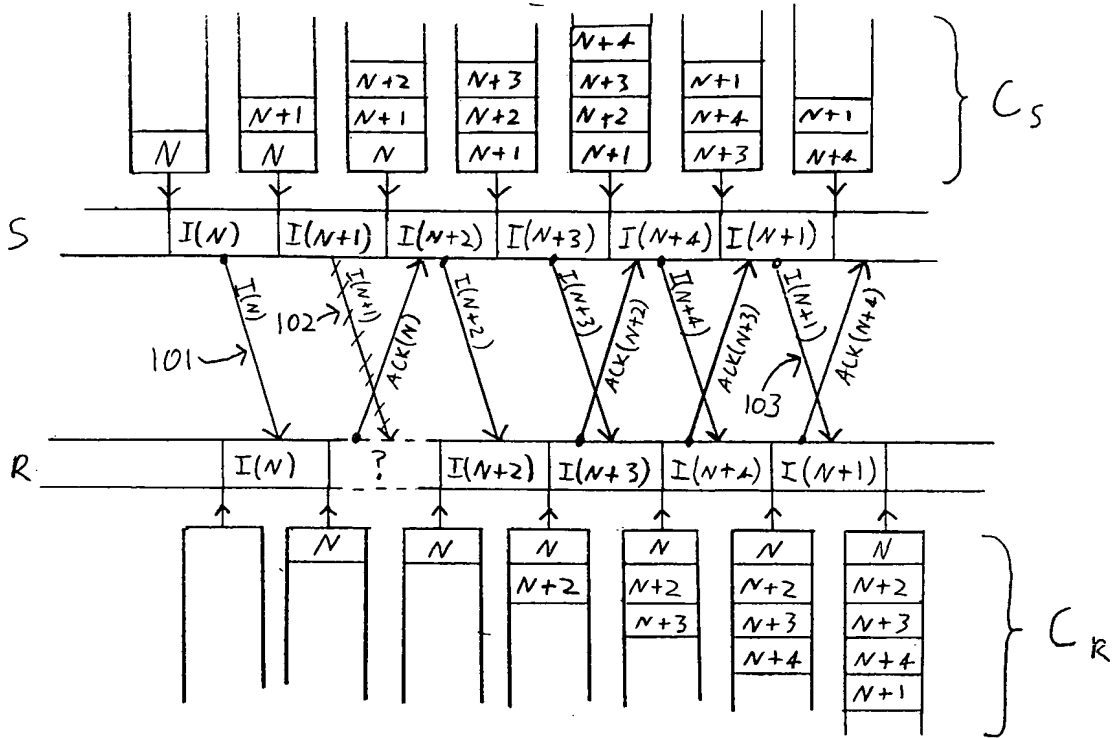 N+4
N+2 N+3 N+3 N+1
N+1 N+1 N+2 N+2 N+4 N+1
N N N N+1 N+1 N+3 N+4
C_S
S I(N) I(N+1) I(N+2) I(N+3) I(N+4) I(N+1)
I(N) I(N+1) ACK(N) I(N+2) I(N+3) ACK(N+2) I(N+4) ACK(N+3) I(N+1) ACK(N+4)
101 102 103
R I(N) ? I(N+2) I(N+3) I(N+4) I(N+1)
N N N N N N
N+2 N+2 N+2 N+2
N+3 N+3 N+3
N+4 N+4
N+1
C_R